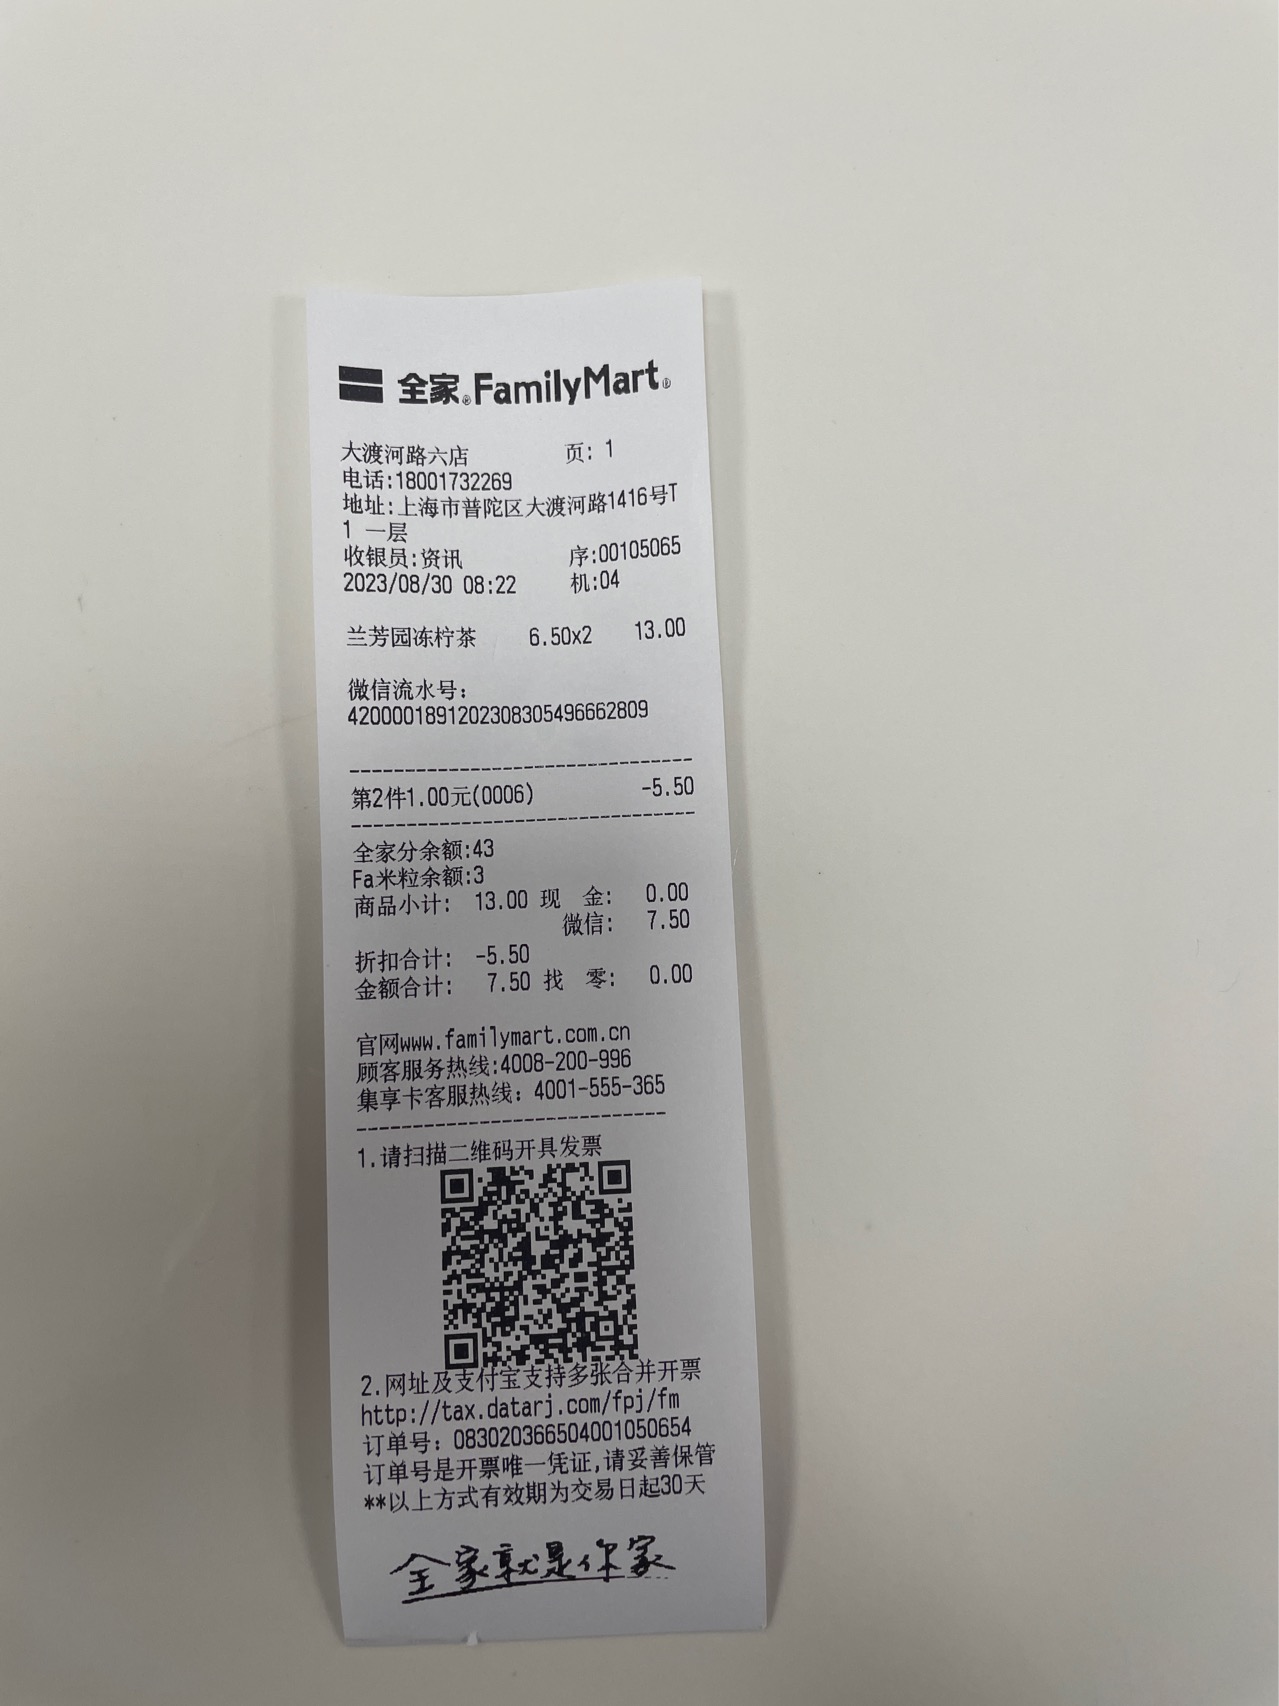 全家®FamilyMart®
大渡河路六店 页: 1
电话:18001732269
地址:上海市普陀区大渡河路1416号T
1 一层
收银员:资讯 序:00105065
2023/08/30 08:22 机:04
兰芳园冻柠茶 6.50x2 13.00
微信流水号:
4200001891202308305496662809
第2件1.00元(0006) -5.50
全家分余额:43
Fa米粒余额:3
商品小计: 13.00 现 金: 0.00
微信: 7.50
折扣合计: -5.50
金额合计: 7.50 找 零: 0.00
官网www.familymart.com.cn
顾客服务热线:4008-200-996
集享卡客服热线: 4001-555-365
1.请扫描二维码开具发票
2.网址及支付宝支持多张合并开票
http://tax.datarj.com/fpj/fm
订单号: 083020366504001050654
订单号是开票唯一凭证,请妥善保管
**以上方式有效期为交易日起30天
全家就是你家